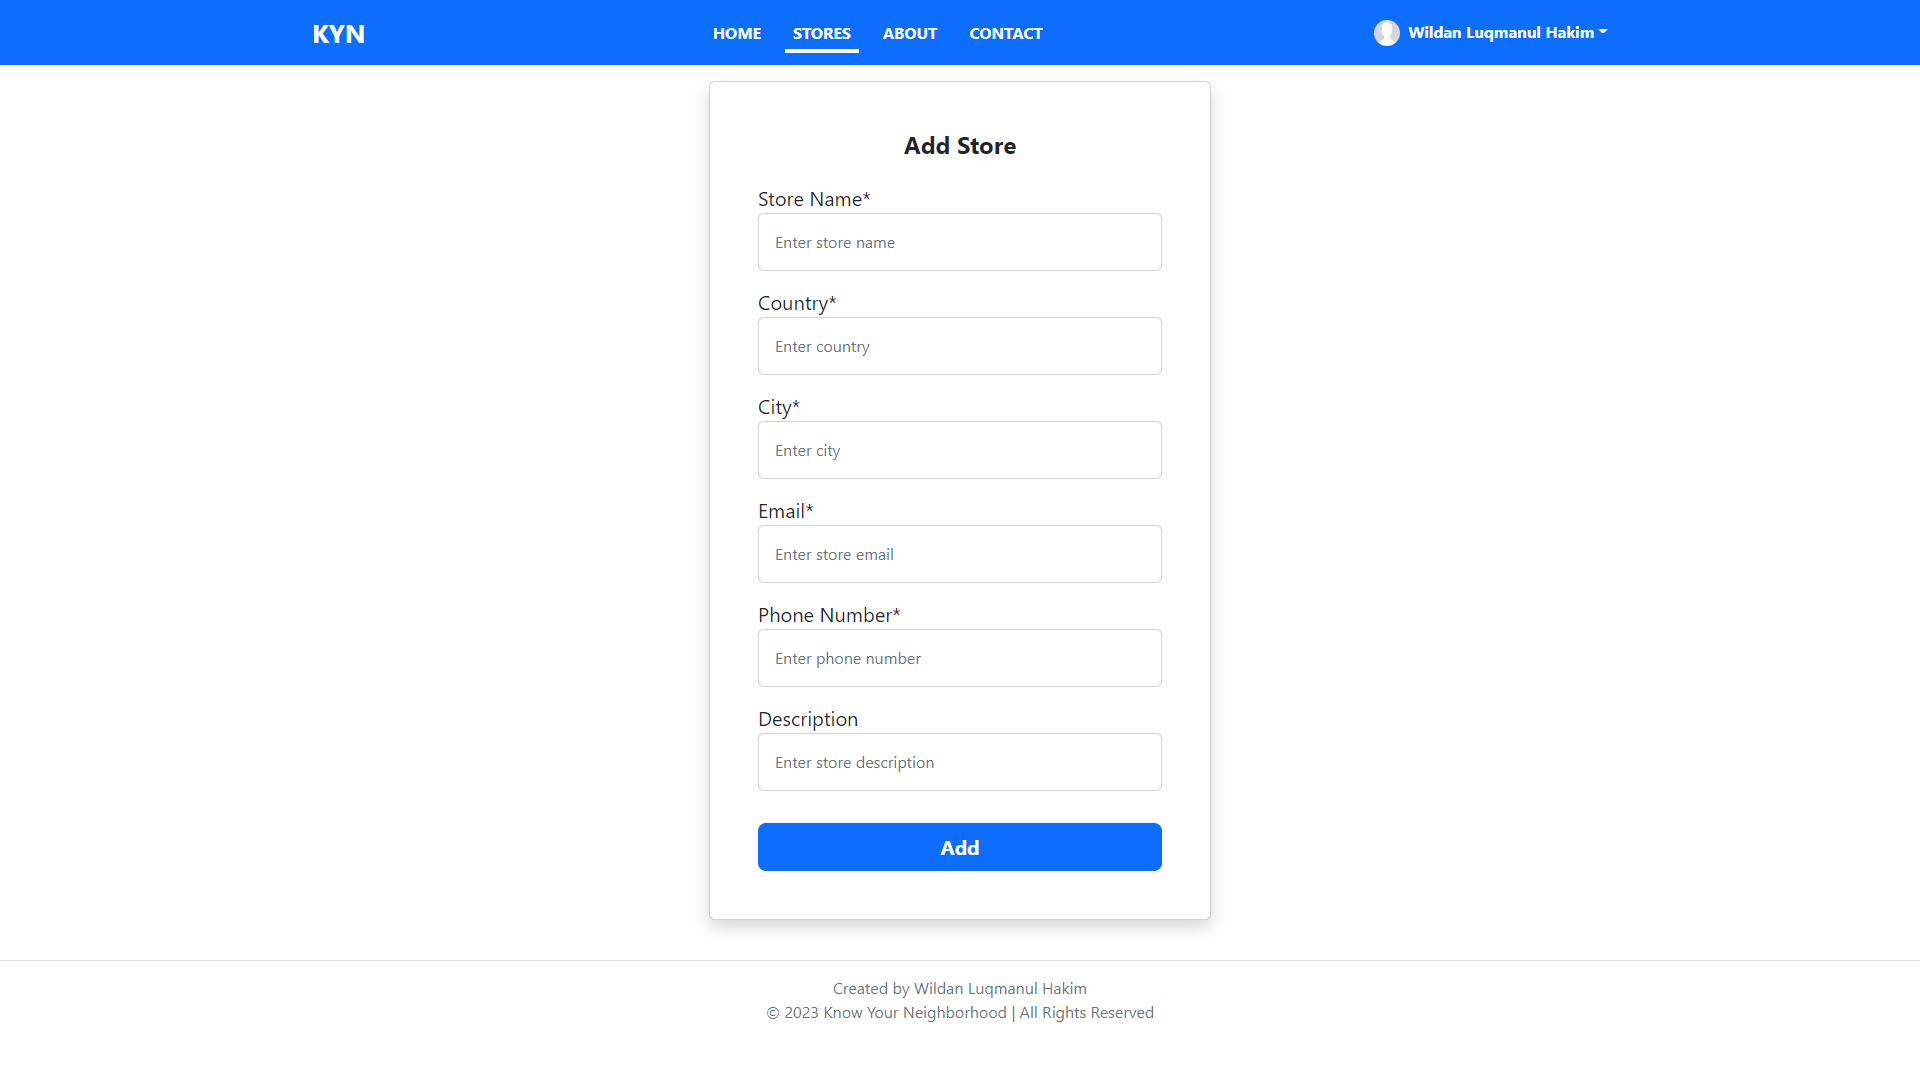 KYN
HOME STORES ABOUT CONTACT
Wildan Luqmanul Hakim
Add Store
Store Name*
Enter store name
Country*
Enter country
City*
Enter city
Email*
Enter store email
Phone Number*
Enter phone number
Description
Enter store description
Add
Created by Wildan Luqmanul Hakim
© 2023 Know Your Neighborhood | All Rights Reserved